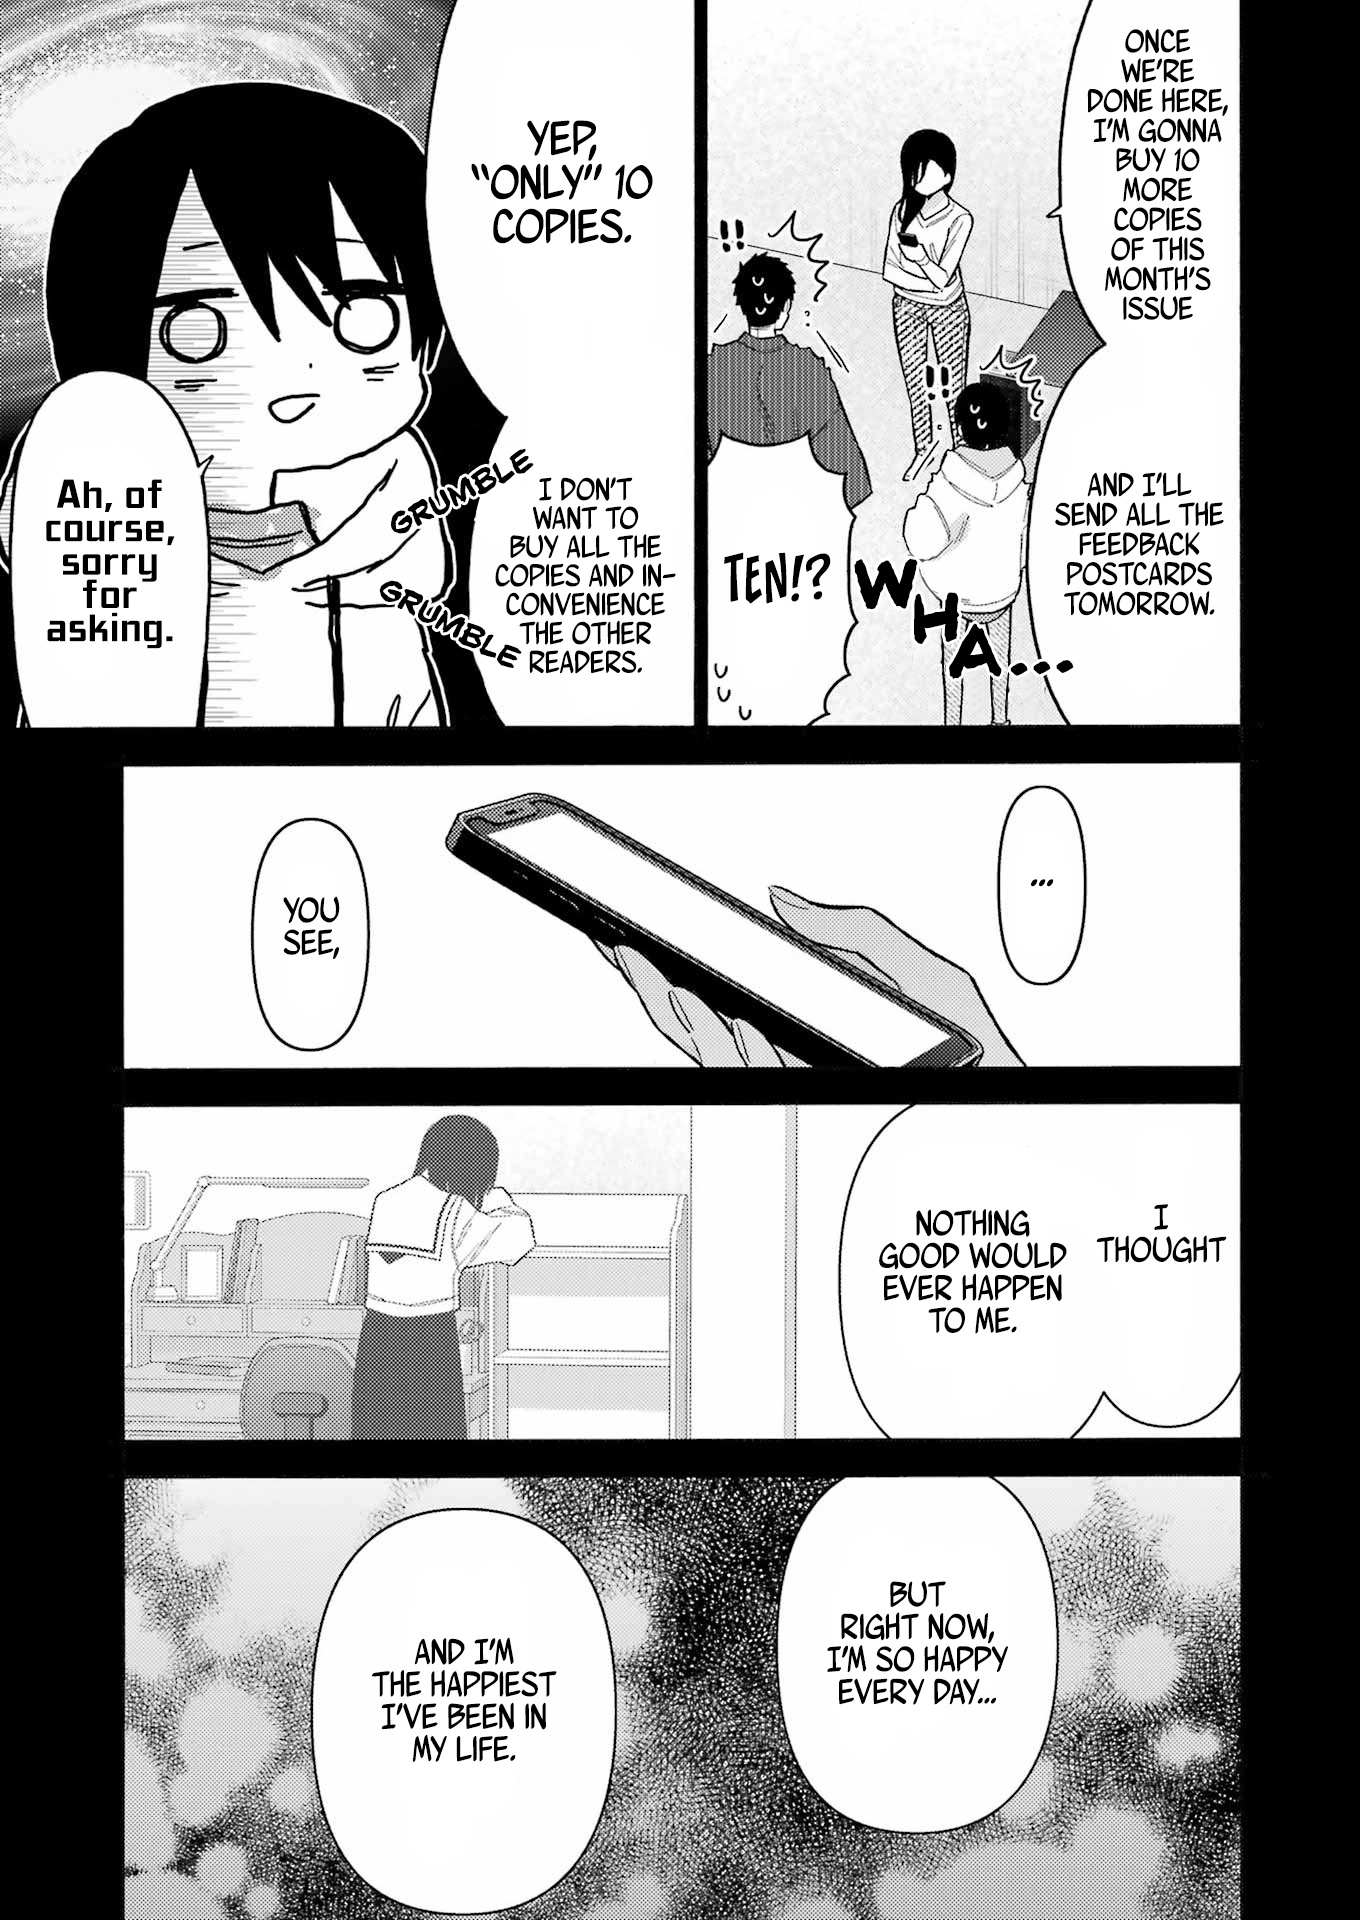 ONCE
WE'RE
DONE HERE,
I'M GONNA
BUY 10
MORE
COPIES
OF THIS
MONTH'S
ISSUE
AND I'LL
SEND ALL THE
FEEDBACK
POSTCARDS
TOMORROW.
!!
!!
TEN!?
WHA...
YEP,
"ONLY" 10
COPIES.
I DON'T
WANT TO
BUY ALL THE
COPIES AND IN-
CONVENIENCE
THE OTHER
READERS.
GRUMBLE
GRUMBLE
Ah, of
course,
sorry
for
asking.
...
YOU
SEE,
I
THOUGHT
NOTHING
GOOD WOULD
EVER HAPPEN
TO ME.
BUT
RIGHT NOW,
I'M SO HAPPY
EVERY DAY...
AND I'M
THE HAPPIEST
I'VE BEEN IN
MY LIFE.